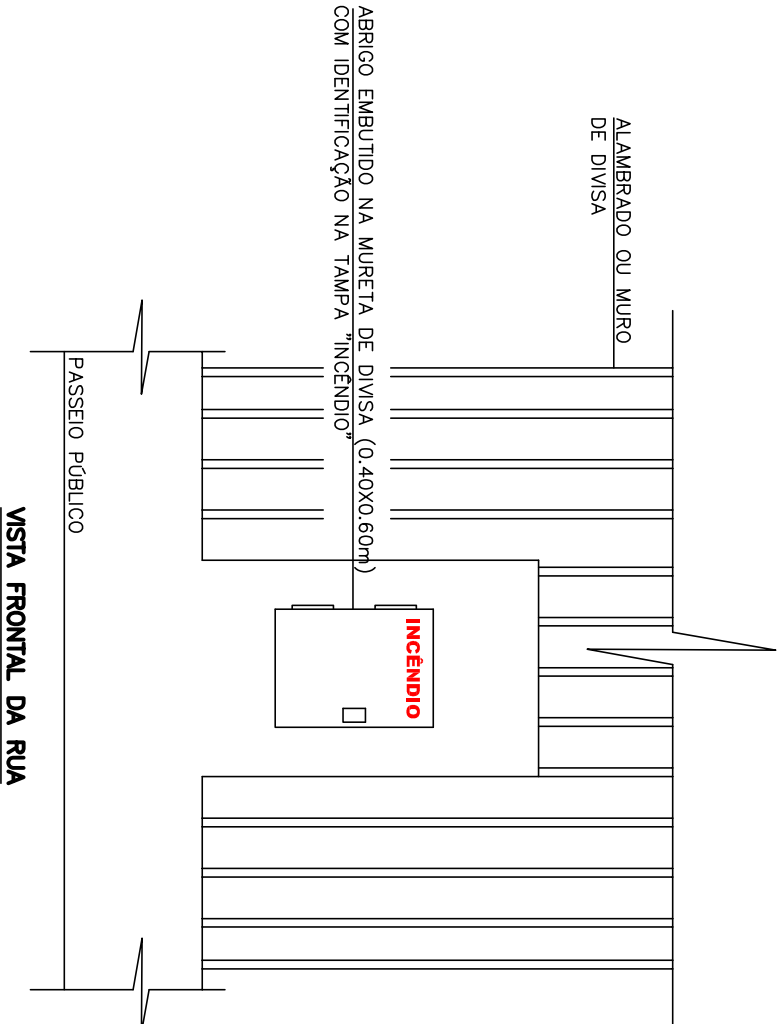 ALAMBRADO OU MURO
DE DIVISA
ABRIGO EMBUTIDO NA MURETA DE DIVISA (0.40X0.60m)
COM IDENTIFICAÇÃO NA TAMPA "INCÊNDIO"
INCÊNDIO
PASSEIO PÚBLICO
VISTA FRONTAL DA RUA